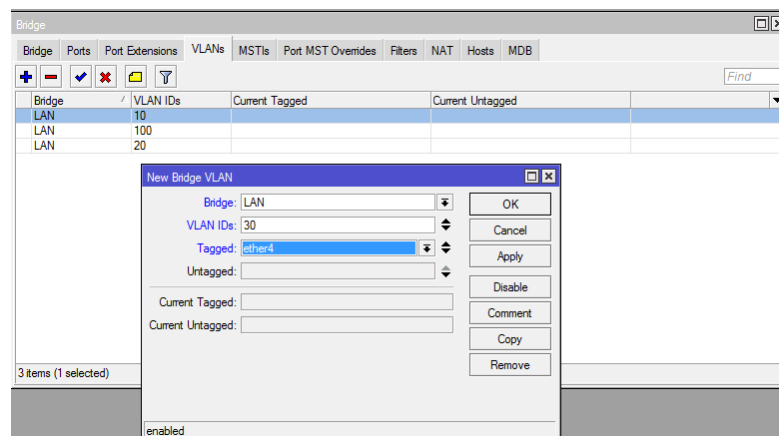 Bridge
Bridge Ports Port Extensions VLANs MSTIs Port MST Overrides Filters NAT Hosts MDB
Find
Bridge VLAN IDs Current Tagged Current Untagged
LAN 10
LAN 100
LAN 20
New Bridge VLAN
Bridge: LAN OK
VLAN IDs: 30 Cancel
Tagged: ether4 Apply
Untagged:
Disable
Current Tagged: Comment
Current Untagged: Copy
Remove
3 items (1 selected)
enabled